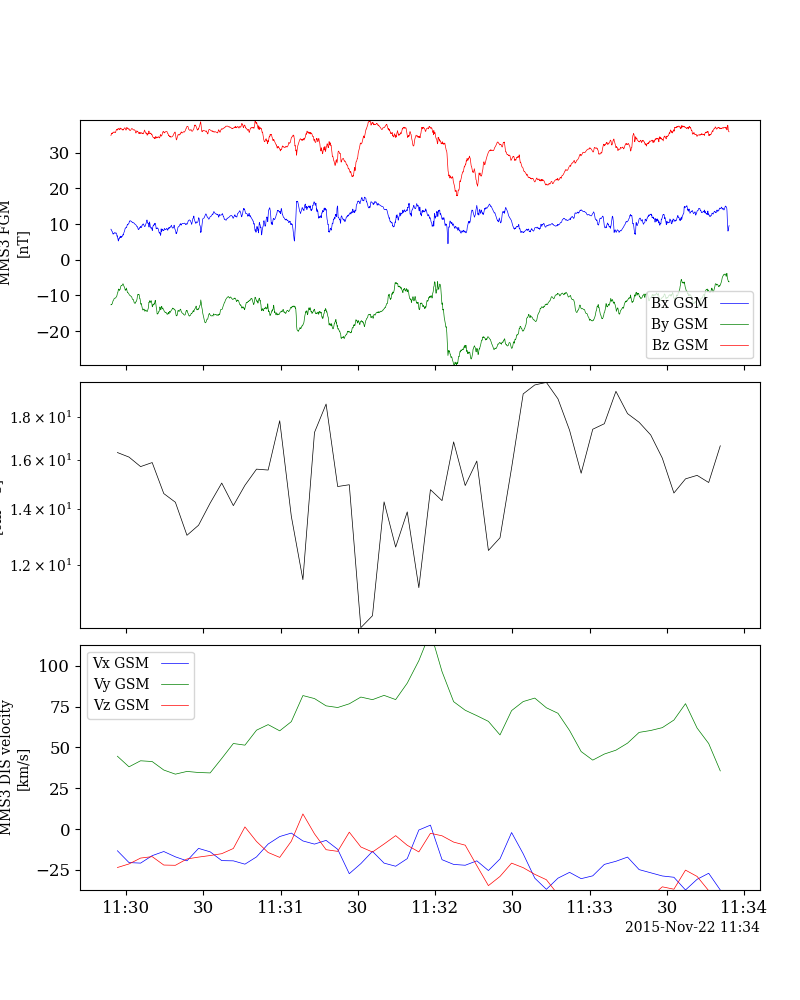 MMS3 FGM
[nT]
30
20
10
0
−10
−20
Bx GSM
By GSM
Bz GSM
1.8 × 10¹
1.6 × 10¹
1.4 × 10¹
1.2 × 10¹
MMS3 DIS velocity
[km/s]
100
75
50
25
0
−25
Vx GSM
Vy GSM
Vz GSM
11:30 30 11:31 30 11:32 30 11:33 30 11:34
2015-Nov-22 11:34